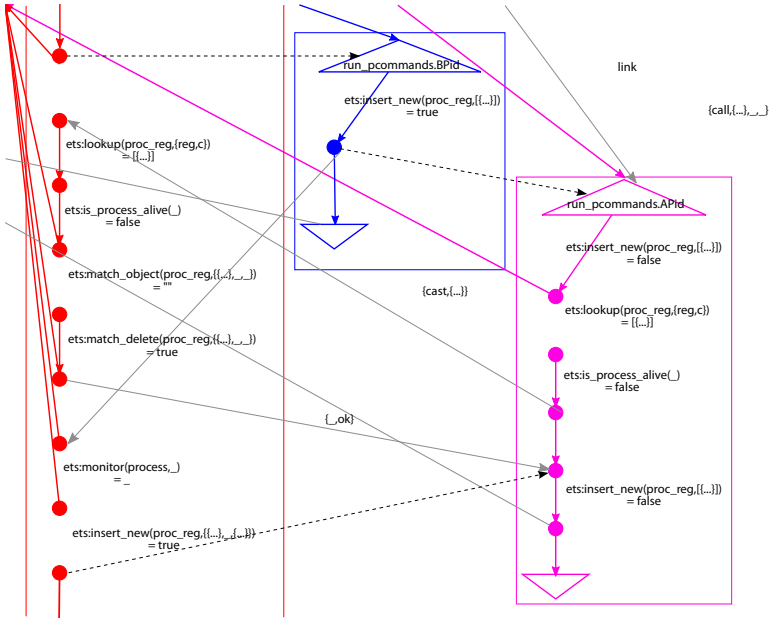 run_pcommands.BPid
link
ets:insert_new(proc_reg,[{...}])
= true
{call,{...},_,_}
ets:lookup(proc_reg,{reg,c})
= [{...}]
run_pcommands.APid
ets:is_process_alive(_)
= false
ets:insert_new(proc_reg,[{...}])
= false
ets:match_object(proc_reg,{{...},_,_})
= ""
{cast,{...}}
ets:lookup(proc_reg,{reg,c})
= [{...}]
ets:match_delete(proc_reg,{{...},_,_})
= true
ets:is_process_alive(_)
= false
{_,ok}
ets:monitor(process,_)
= _
ets:insert_new(proc_reg,[{...}])
= false
ets:insert_new(proc_reg,{{...},_,{...}})
= true